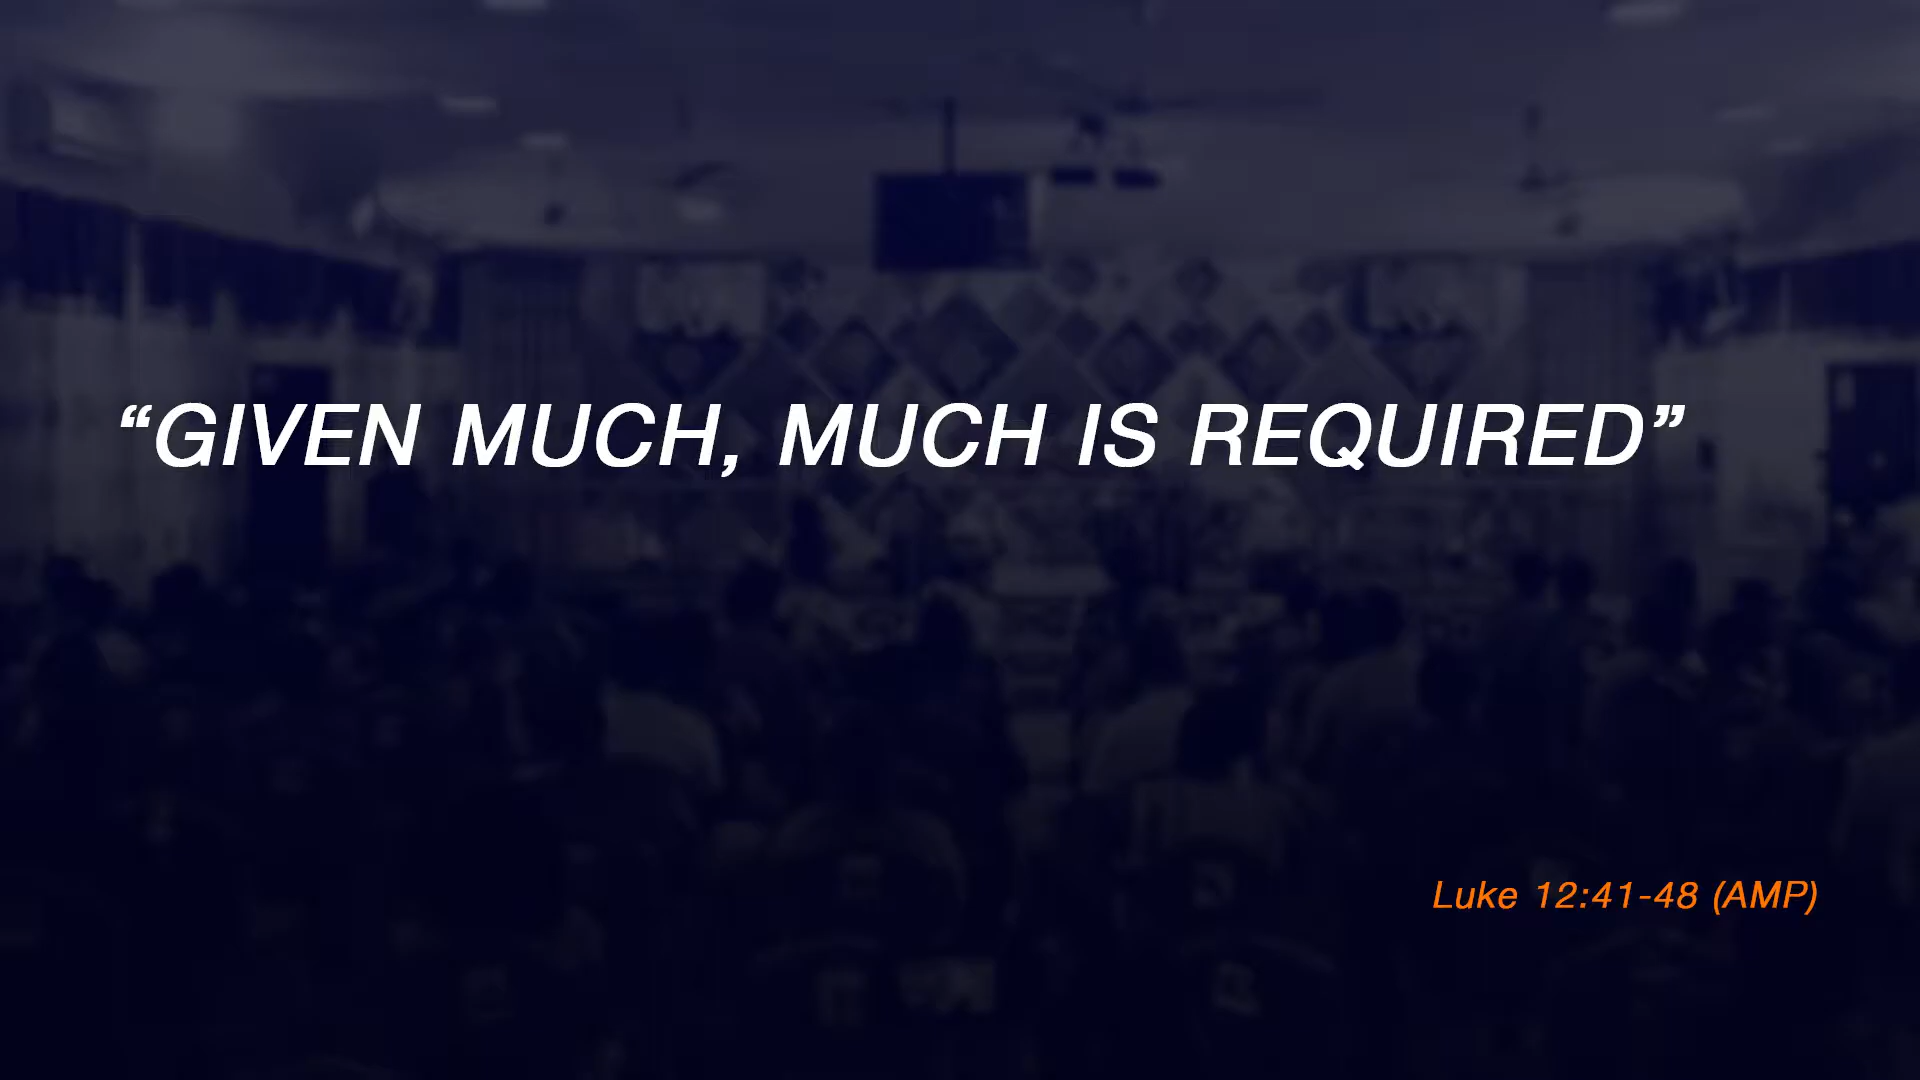 “GIVEN MUCH, MUCH IS REQUIRED”
Luke 12:41-48 (AMP)